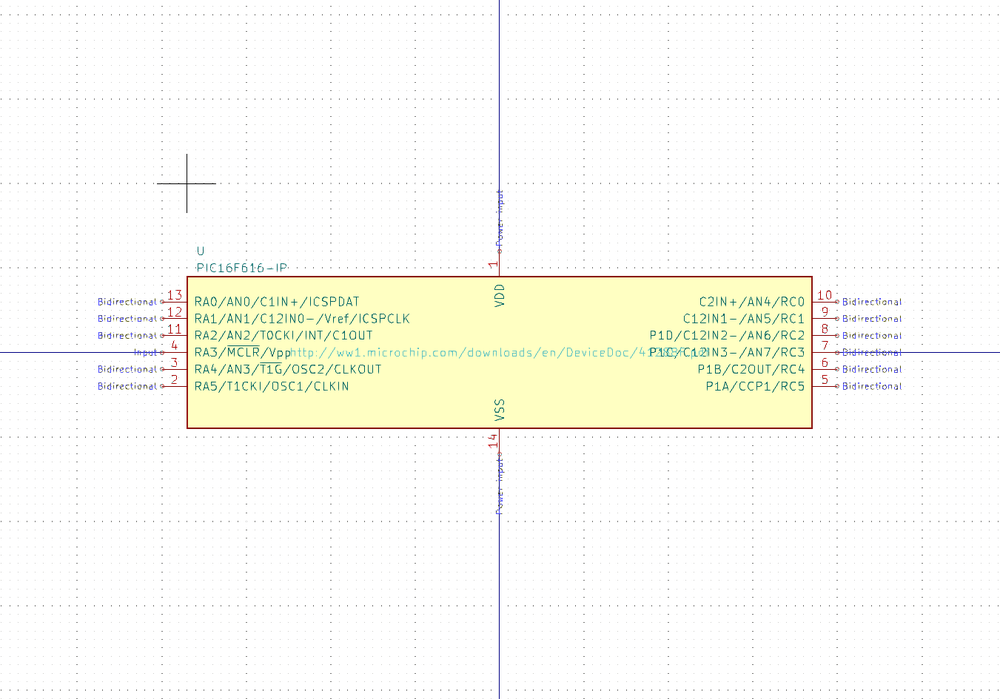 Power input
1
U
PIC16F616-IP
VDD
Bidirectional 13 RA0/AN0/C1IN+/ICSPDAT C2IN+/AN4/RC0 10 Bidirectional
Bidirectional 12 RA1/AN1/C12IN0-/Vref/ICSPCLK C12IN1-/AN5/RC1 9 Bidirectional
Bidirectional 11 RA2/AN2/T0CKI/INT/C1OUT P1D/C12IN2-/AN6/RC2 8 Bidirectional
Input 4 RA3/MCLR/Vpp http://ww1.microchip.com/downloads/en/DeviceDoc/ P1C/C12IN3-/AN7/RC3 7 Bidirectional
Bidirectional 3 RA4/AN3/T1G/OSC2/CLKOUT P1B/C2OUT/RC4 6 Bidirectional
Bidirectional 2 RA5/T1CKI/OSC1/CLKIN P1A/CCP1/RC5 5 Bidirectional
VSS
14
Power input